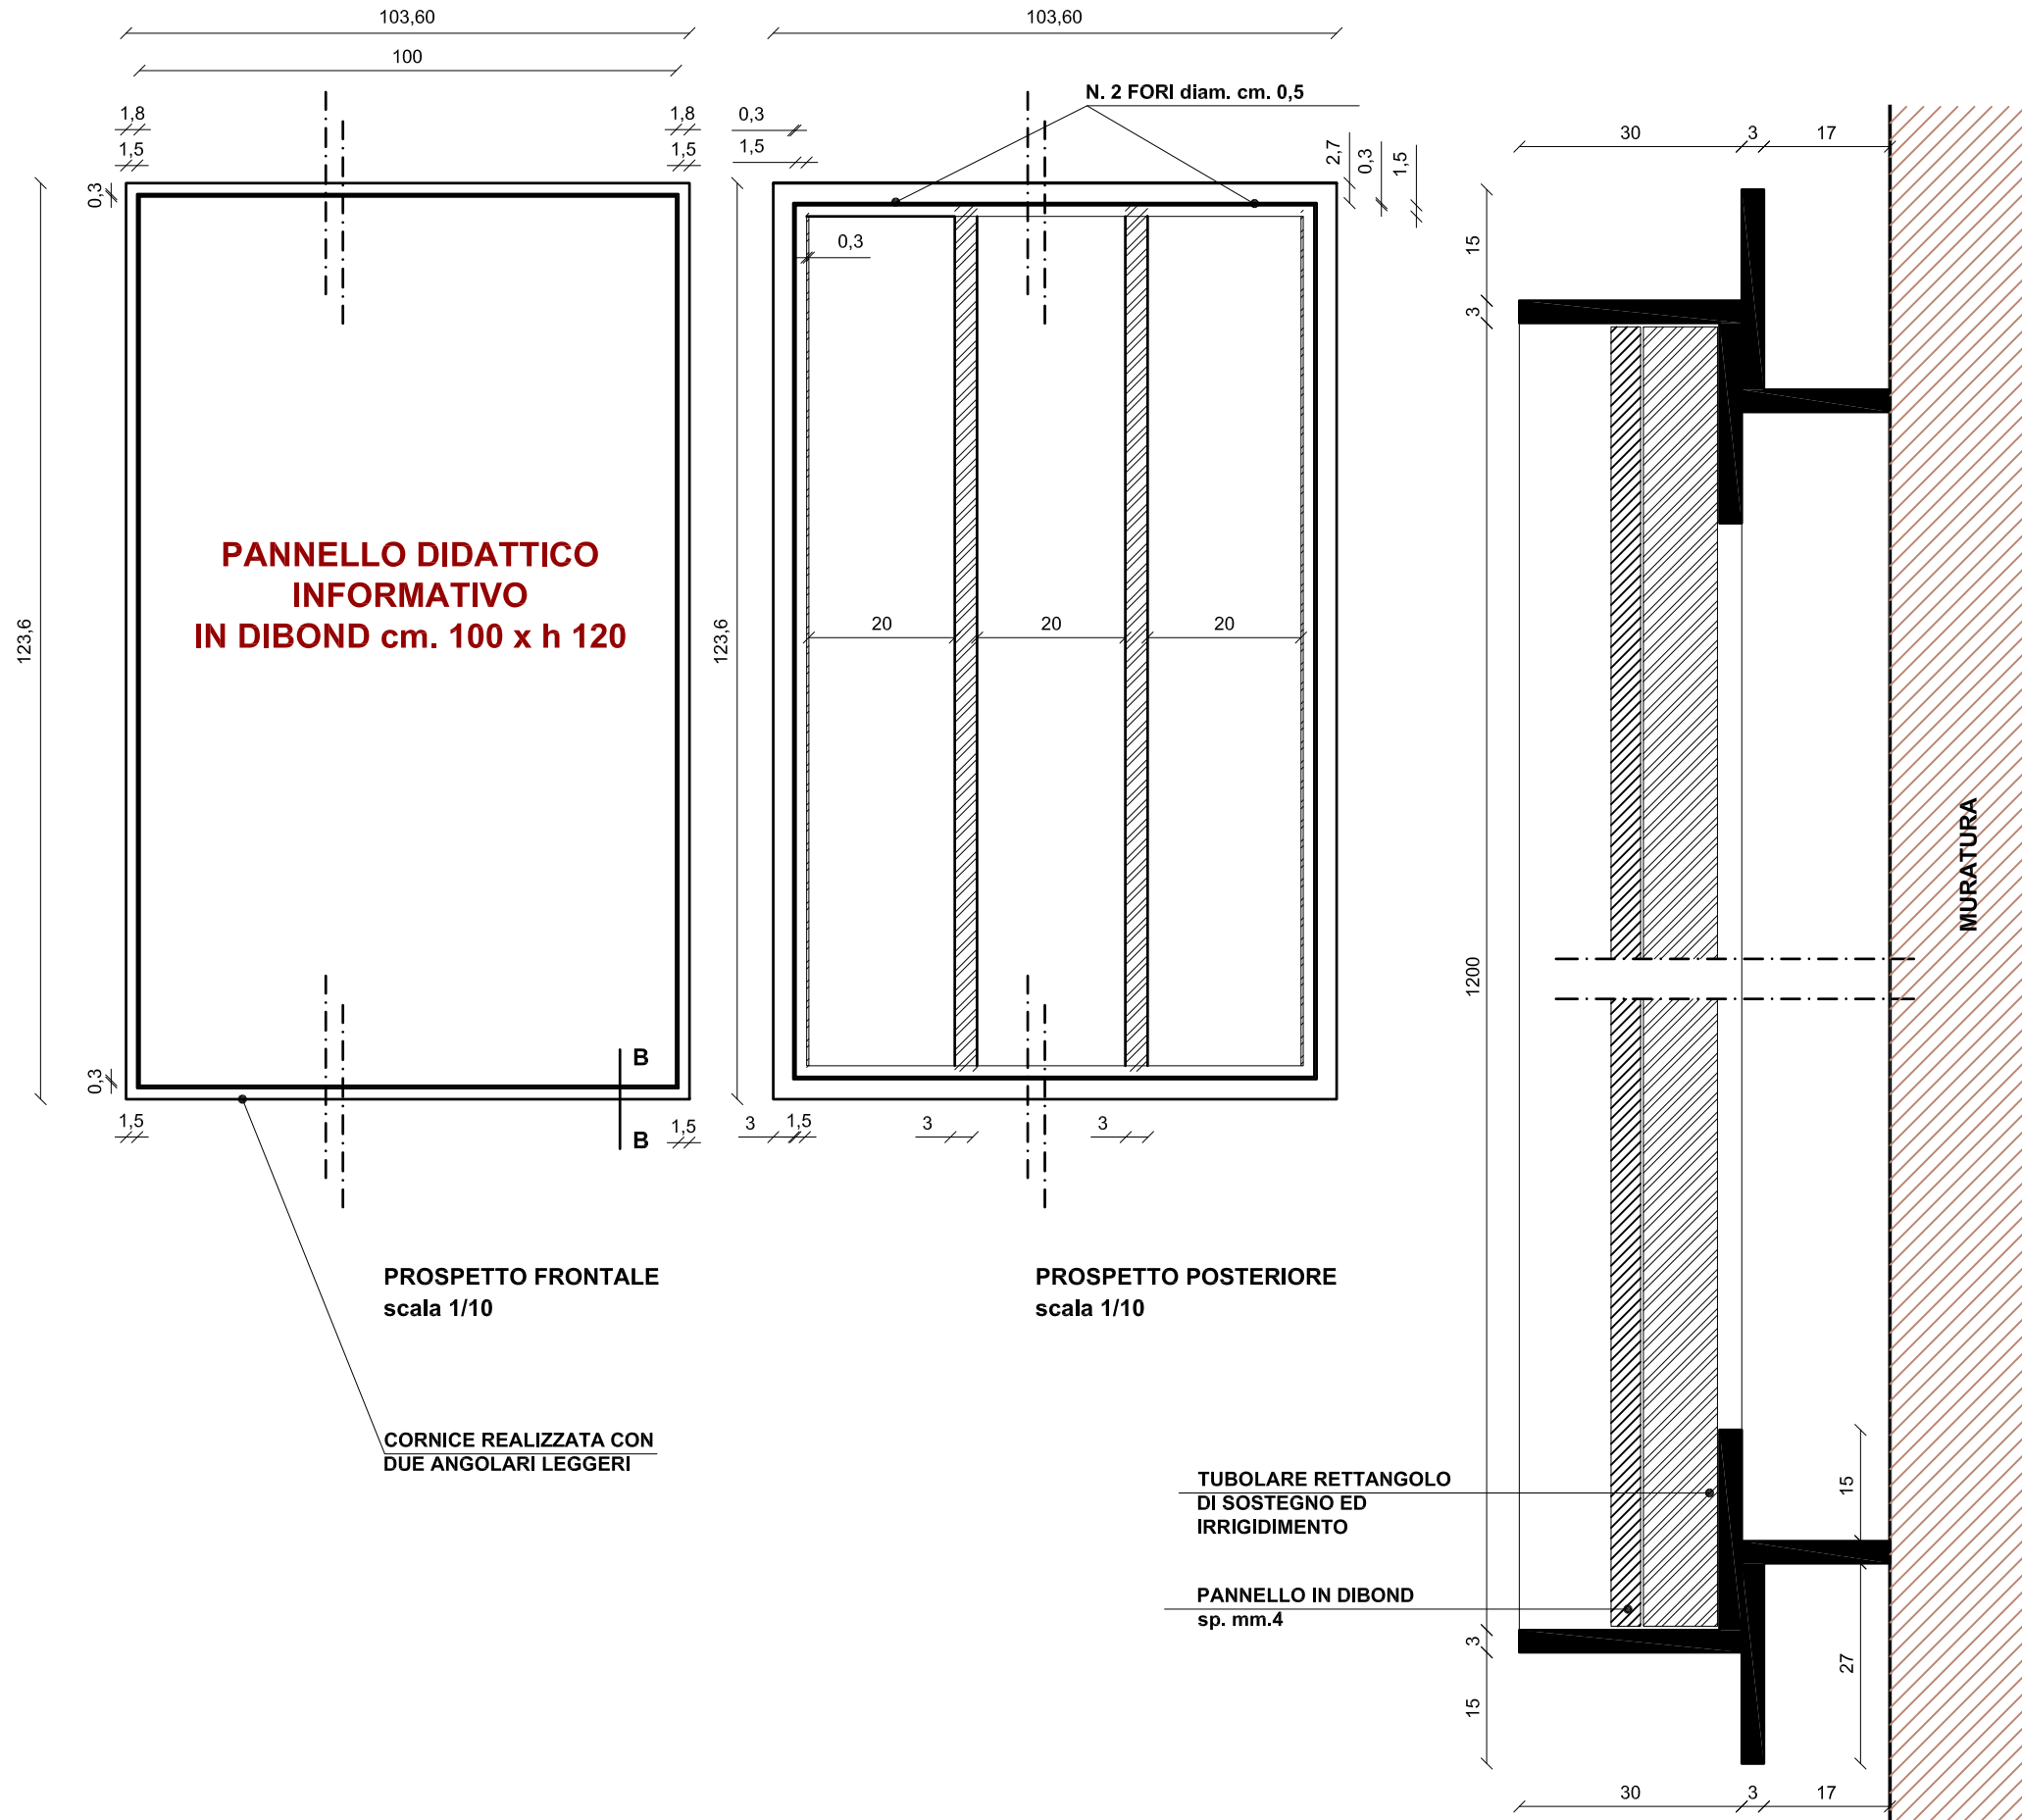 103,60
100
1,8
1,8
1,5
1,5
0,3
123,6
PANNELLO DIDATTICO
INFORMATIVO
IN DIBOND cm. 100 x h 120
0,3
1,5
1,5
B
B
PROSPETTO FRONTALE
scala 1/10
CORNICE REALIZZATA CON
DUE ANGOLARI LEGGERI
103,60
N. 2 FORI diam. cm. 0,5
0,3
1,5
2,7
0,3
1,5
0,3
123,6
20
20
20
3
1,5
3
3
PROSPETTO POSTERIORE
scala 1/10
30
3
17
15
3
1200
MURATURA
TUBOLARE RETTANGOLO
DI SOSTEGNO ED
IRRIGIDIMENTO
PANNELLO IN DIBOND
sp. mm.4
15
27
3
15
30
3
17